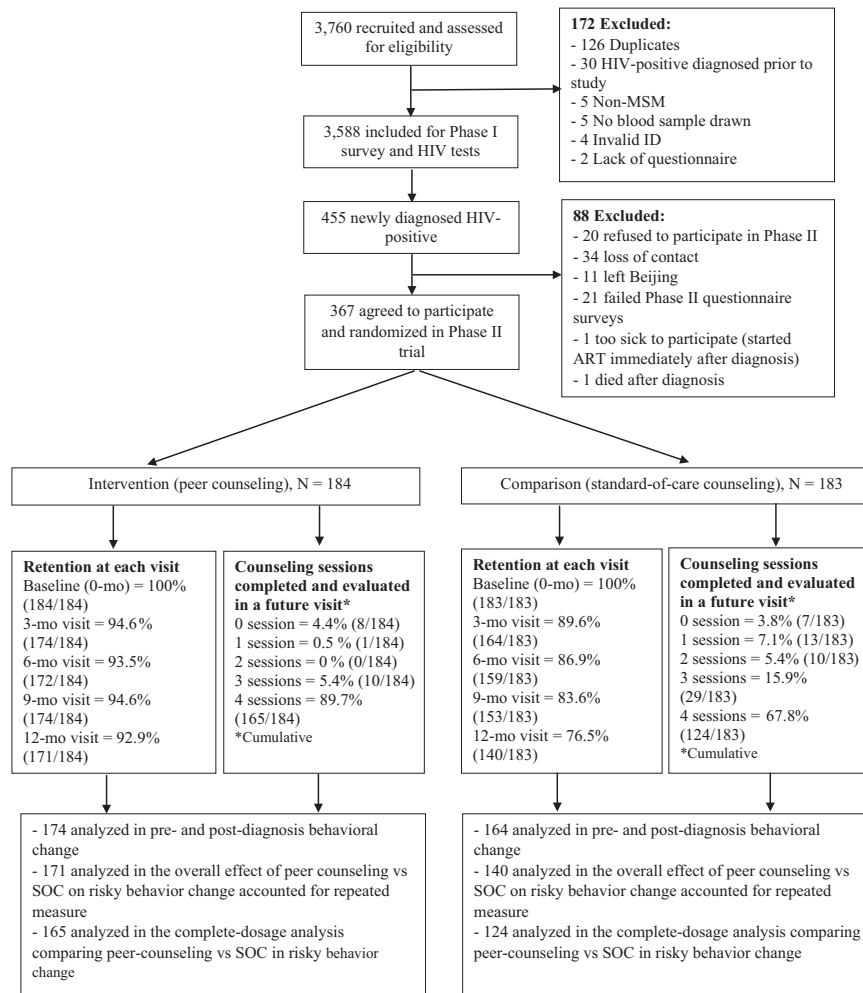 3,760 recruited and assessed
for eligibility
172 Excluded:
- 126 Duplicates
- 30 HIV-positive diagnosed prior to
study
- 5 Non-MSM
- 5 No blood sample drawn
- 4 Invalid ID
- 2 Lack of questionnaire
3,588 included for Phase I
survey and HIV tests
455 newly diagnosed HIV-
positive
88 Excluded:
- 20 refused to participate in Phase II
- 34 loss of contact
- 11 left Beijing
- 21 failed Phase II questionnaire
surveys
- 1 too sick to participate (started
ART immediately after diagnosis)
- 1 died after diagnosis
367 agreed to participate
and randomized in Phase II
trial
Intervention (peer counseling), N = 184
Comparison (standard-of-care counseling), N = 183
Retention at each visit
Baseline (0-mo) = 100%
(184/184)
3-mo visit = 94.6%
(174/184)
6-mo visit = 93.5%
(172/184)
9-mo visit = 94.6%
(174/184)
12-mo visit = 92.9%
(171/184)
Counseling sessions
completed and evaluated
in a future visit*
0 session = 4.4% (8/184)
1 session = 0.5 % (1/184)
2 sessions = 0 % (0/184)
3 sessions = 5.4% (10/184)
4 sessions = 89.7%
(165/184)
*Cumulative
Retention at each visit
Baseline (0-mo) = 100%
(183/183)
3-mo visit = 89.6%
(164/183)
6-mo visit = 86.9%
(159/183)
9-mo visit = 83.6%
(153/183)
12-mo visit = 76.5%
(140/183)
Counseling sessions
completed and evaluated
in a future visit*
0 session = 3.8% (7/183)
1 session = 7.1% (13/183)
2 sessions = 5.4% (10/183)
3 sessions = 15.9%
(29/183)
4 sessions = 67.8%
(124/183)
*Cumulative
- 174 analyzed in pre- and post-diagnosis behavioral
change
- 171 analyzed in the overall effect of peer counseling vs
SOC on risky behavior change accounted for repeated
measure
- 165 analyzed in the complete-dosage analysis
comparing peer-counseling vs SOC in risky behavior
change
- 164 analyzed in pre- and post-diagnosis behavioral
change
- 140 analyzed in the overall effect of peer counseling vs
SOC on risky behavior change accounted for repeated
measure
- 124 analyzed in the complete-dosage analysis comparing
peer-counseling vs SOC in risky behavior change